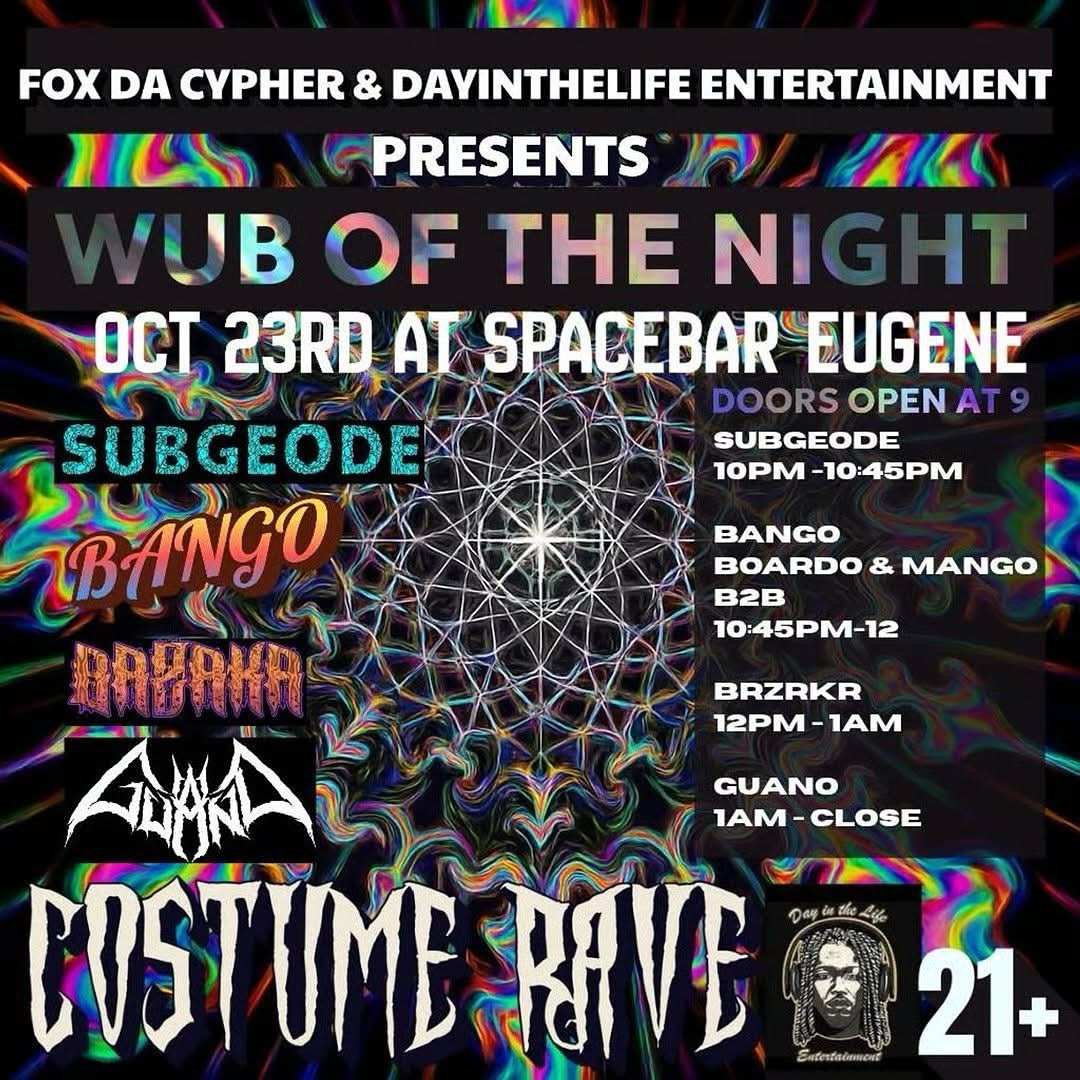 FOX DA CYPHER & DAYINTHELIFE ENTERTAINMENT
PRESENTS
WUB OF THE NIGHT
OCT 23RD AT SPACEBAR EUGENE
DOORS OPEN AT 9
SUBGEODE
BANGO
GUANO
SUBGEODE
10PM -10:45PM
BANGO
BOARDO & MANGO
B2B
10:45PM-12
BRZRKR
12PM - 1AM
GUANO
1AM - CLOSE
COSTUME RAVE
Day in the Life
Entertainment
21+